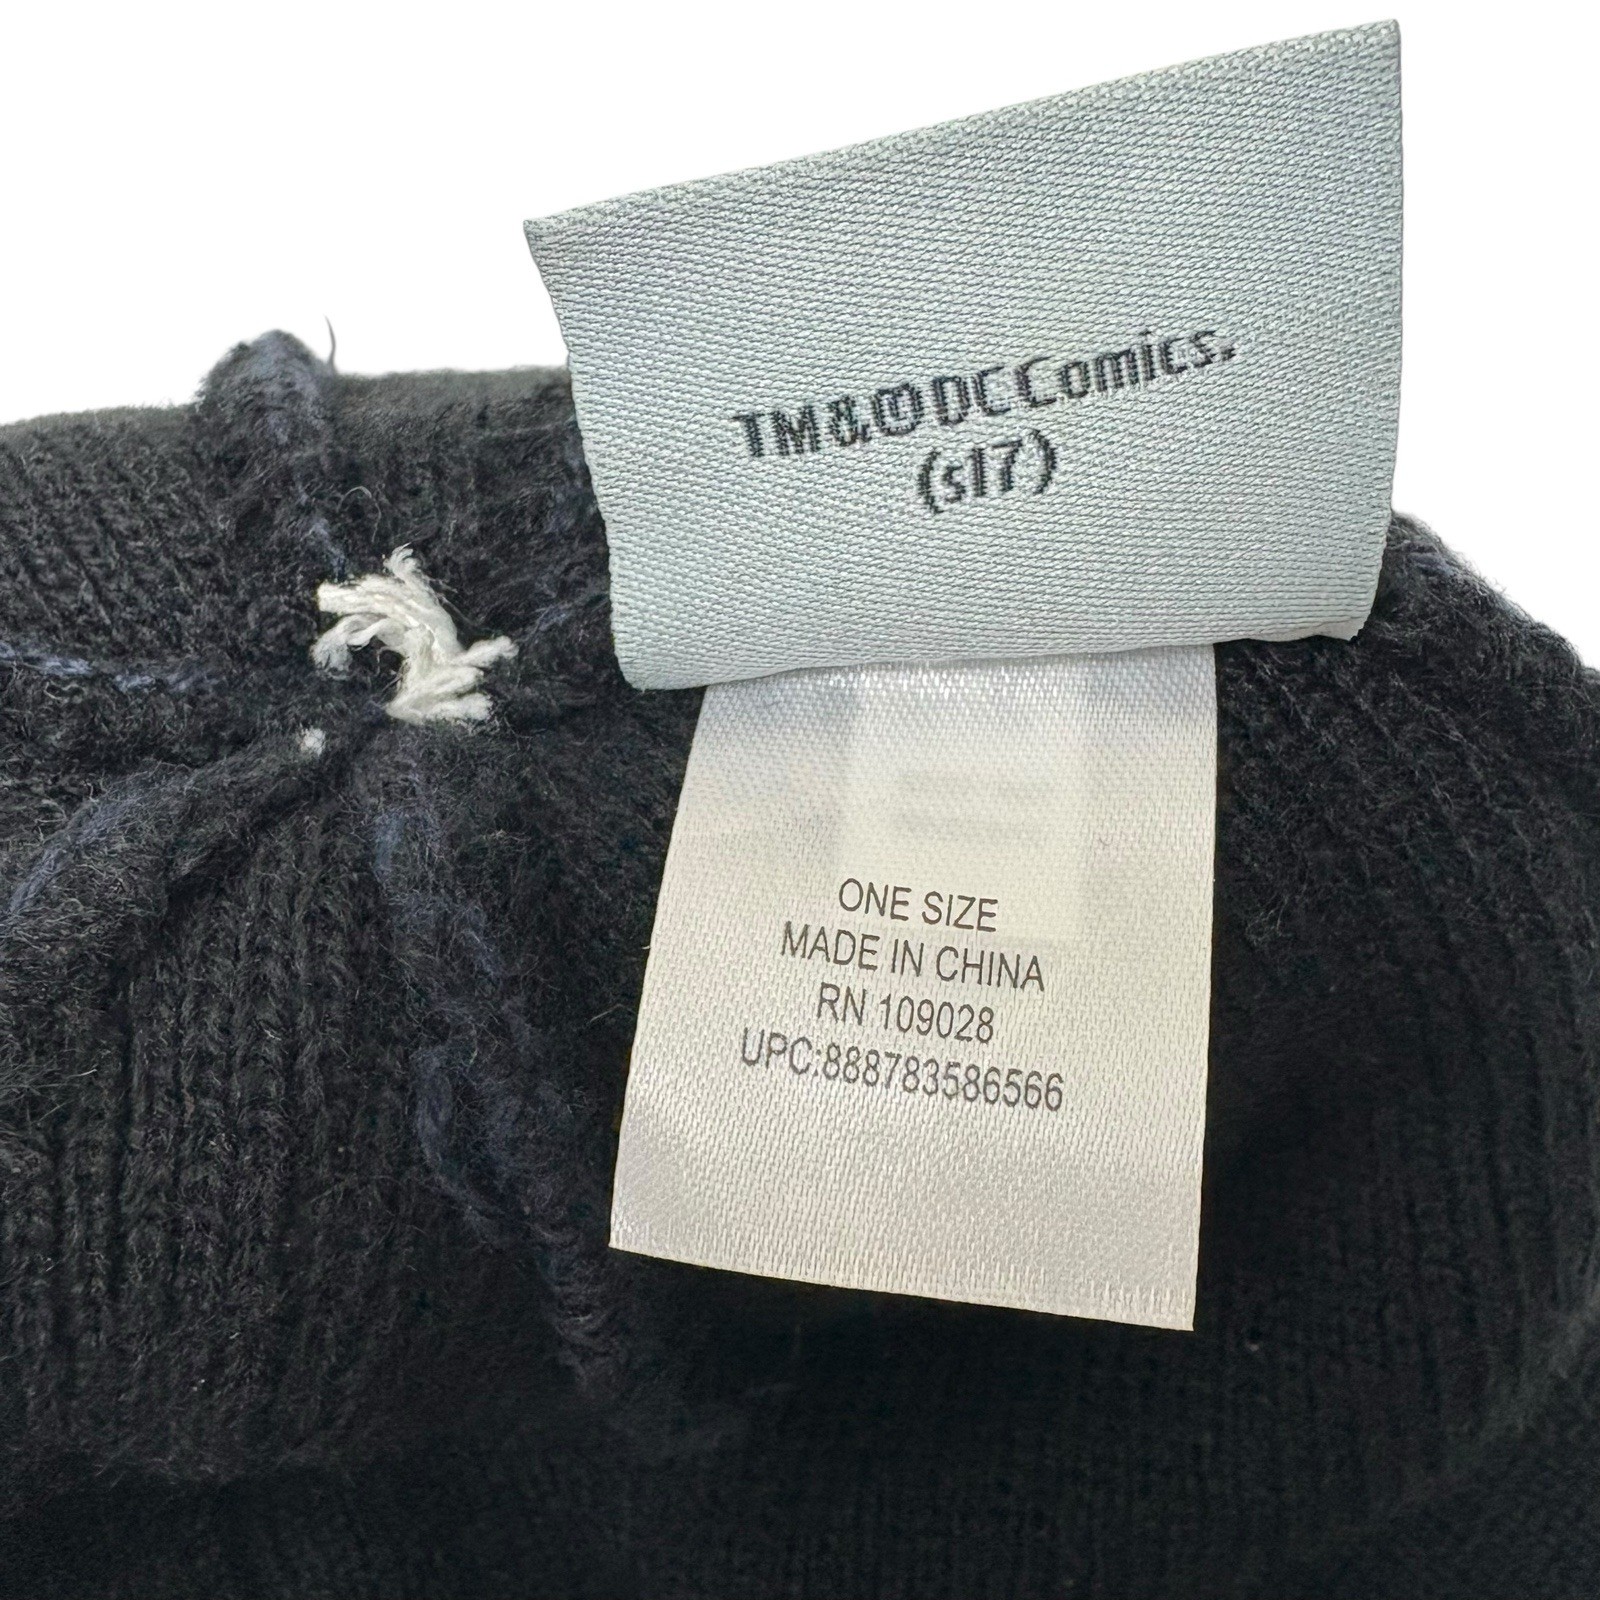 TM&©DC Comics.
(s17)
ONE SIZE
MADE IN CHINA
RN 109028
UPC:888783586566